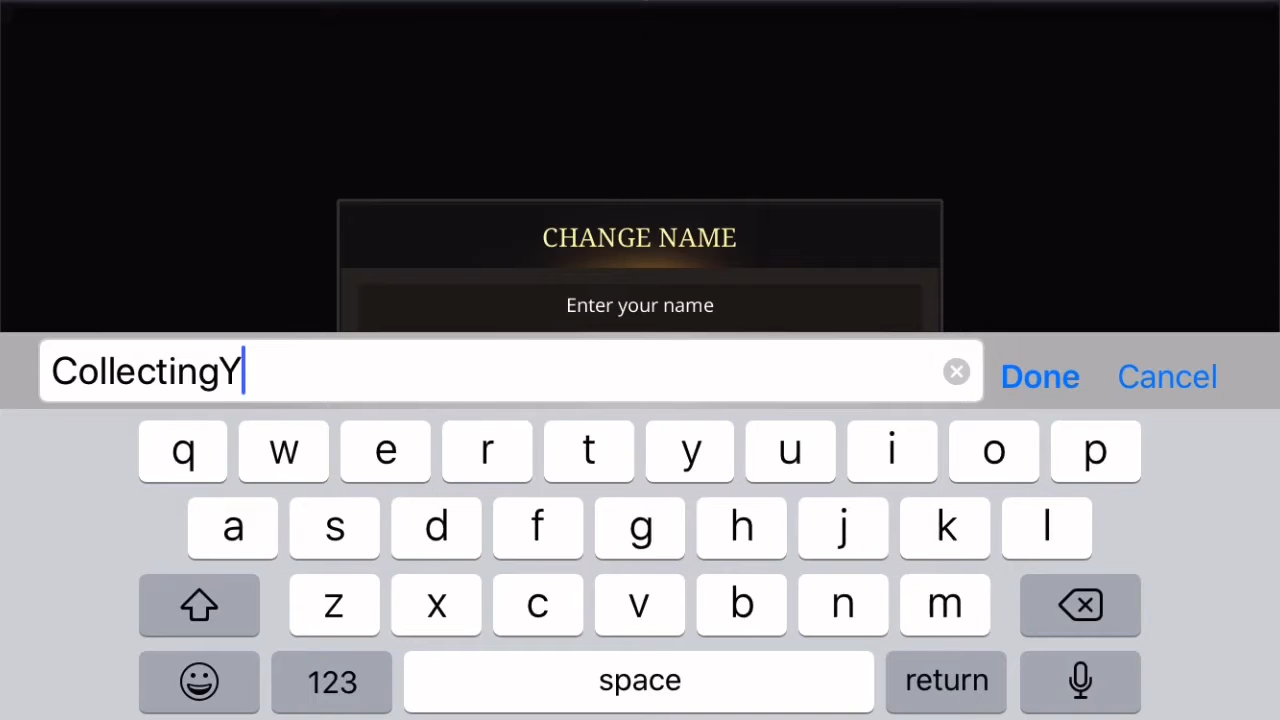 CHANGE NAME
Enter your name
CollectingY
Done Cancel
q w e r t y u i o p
a s d f g h j k l
z x c v b n m
123 space return